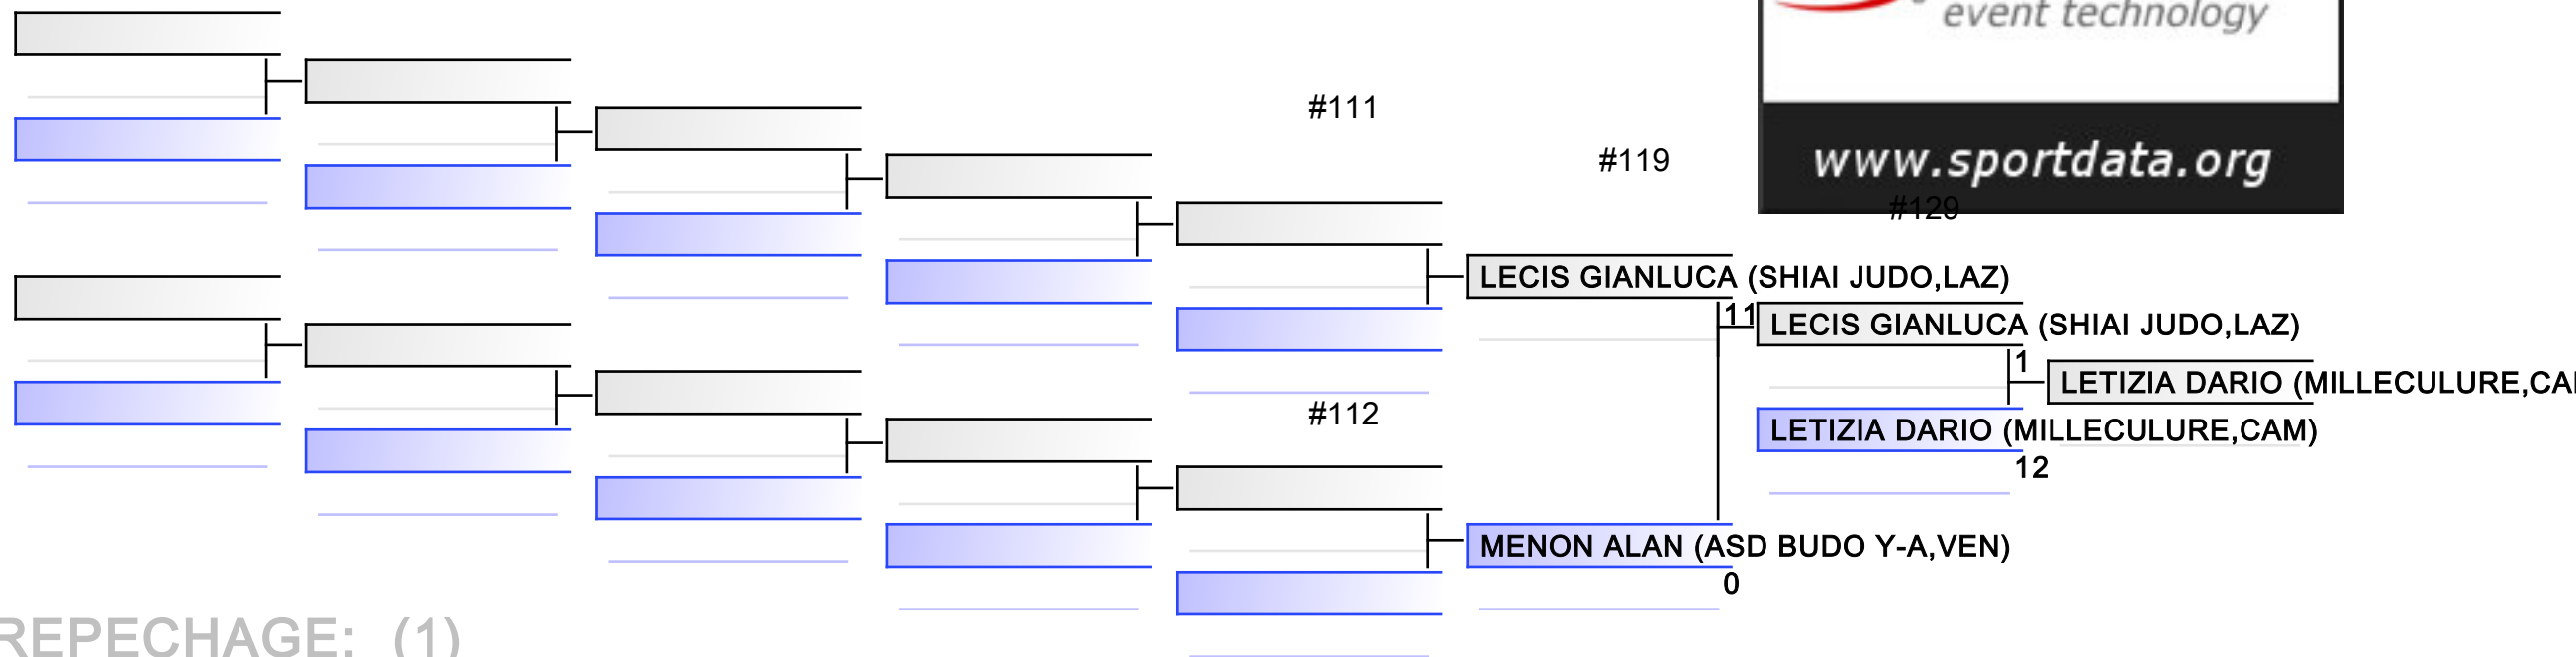 event technology
#111
#119
www.sportdata.org
#129
LECIS GIANLUCA (SHIAI JUDO,LAZ)
11
LECIS GIANLUCA (SHIAI JUDO,LAZ)
1
LETIZIA DARIO (MILLECULURE,CA
#112
LETIZIA DARIO (MILLECULURE,CAM)
12
MENON ALAN (ASD BUDO Y-A,VEN)
0
REPECHAGE: (1)